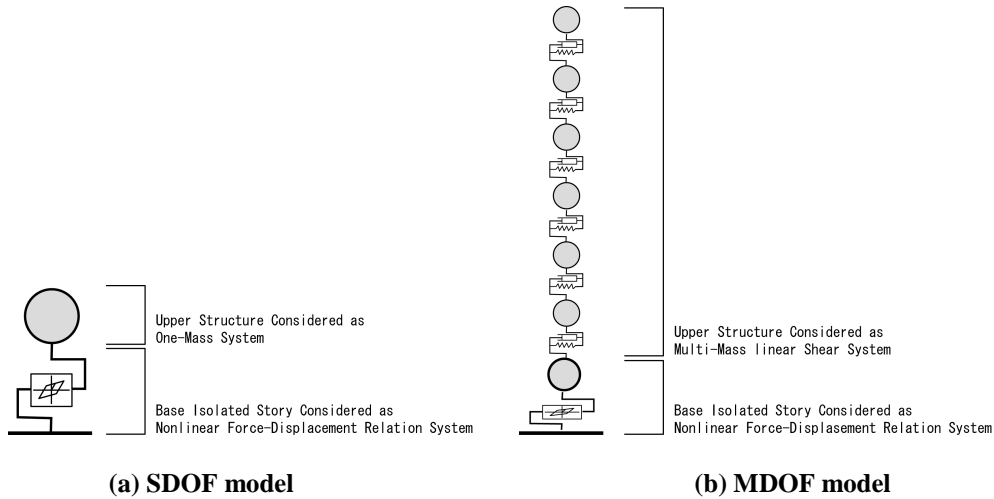 Upper Structure Considered as
One-Mass System
Base Isolated Story Considered as
Nonlinear Force-Displacement Relation System
(a) SDOF model
Upper Structure Considered as
Multi-Mass linear Shear System
Base Isolated Story Considered as
Nonlinear Force-Displasement Relation System
(b) MDOF model